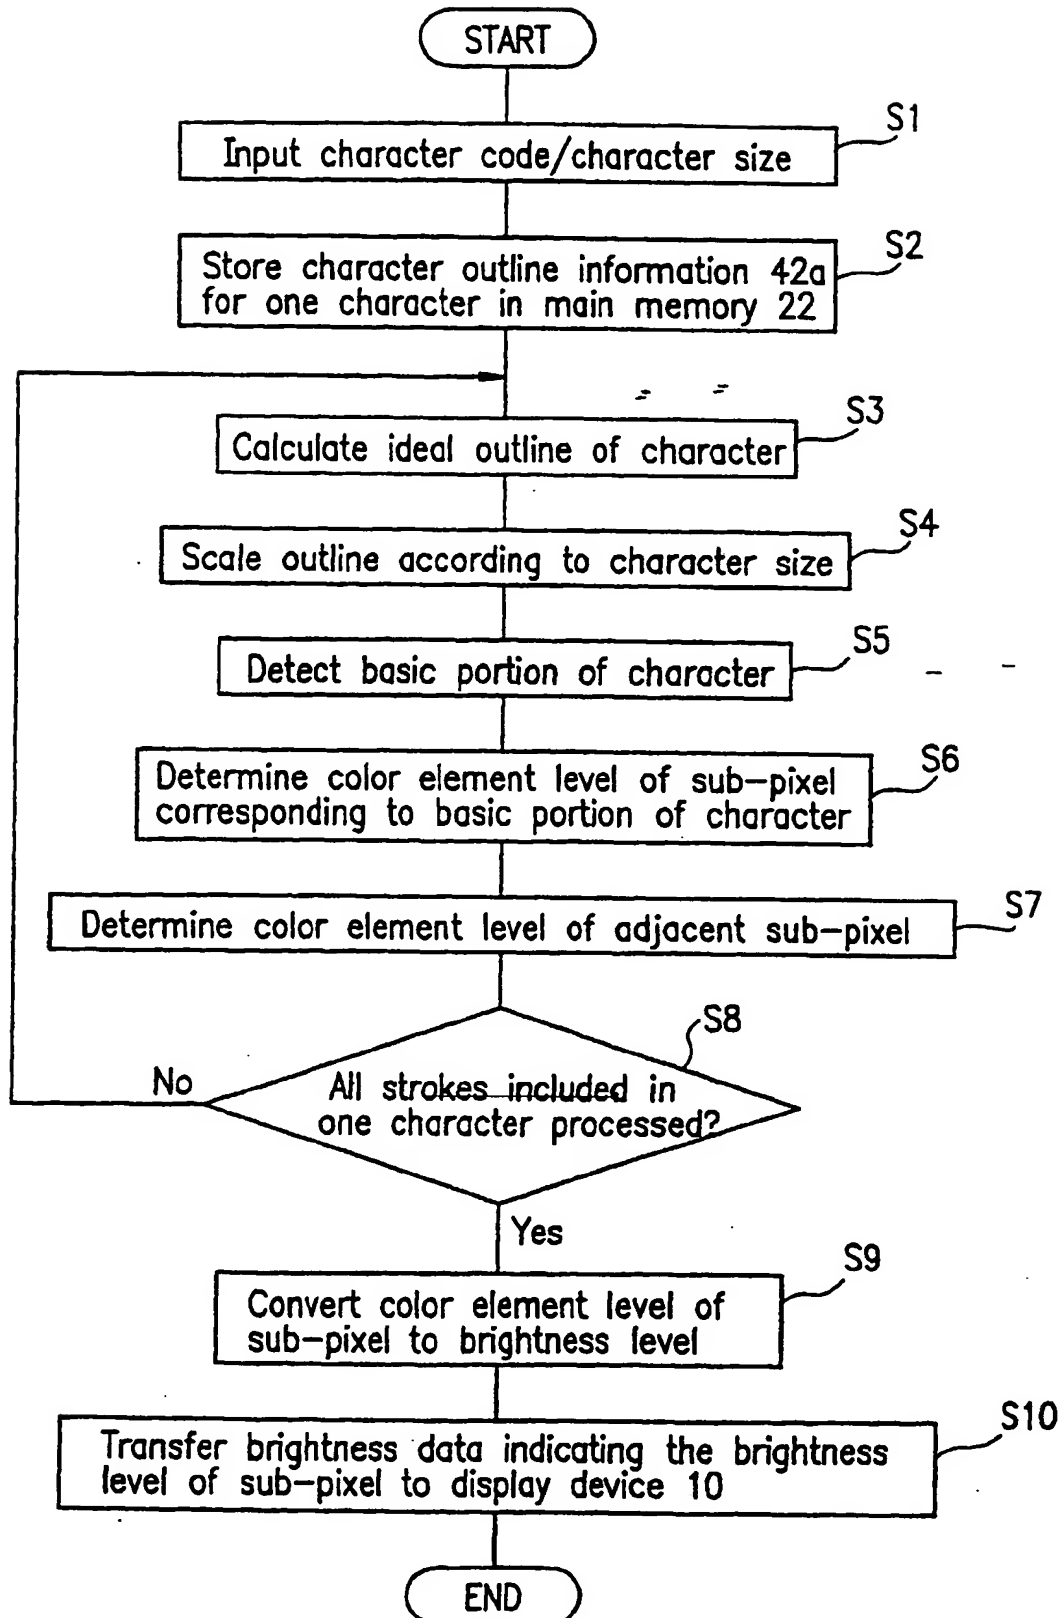 START
S1
Input character code/character size
S2
Store character outline information 42a
for one character in main memory 22
S3
Calculate ideal outline of character
S4
Scale outline according to character size
S5
Detect basic portion of character
S6
Determine color element level of sub-pixel
corresponding to basic portion of character
S7
Determine color element level of adjacent sub-pixel
S8
No
All strokes included in
one character processed?
Yes
S9
Convert color element level of
sub-pixel to brightness level
S10
Transfer brightness data indicating the brightness
level of sub-pixel to display device 10
END